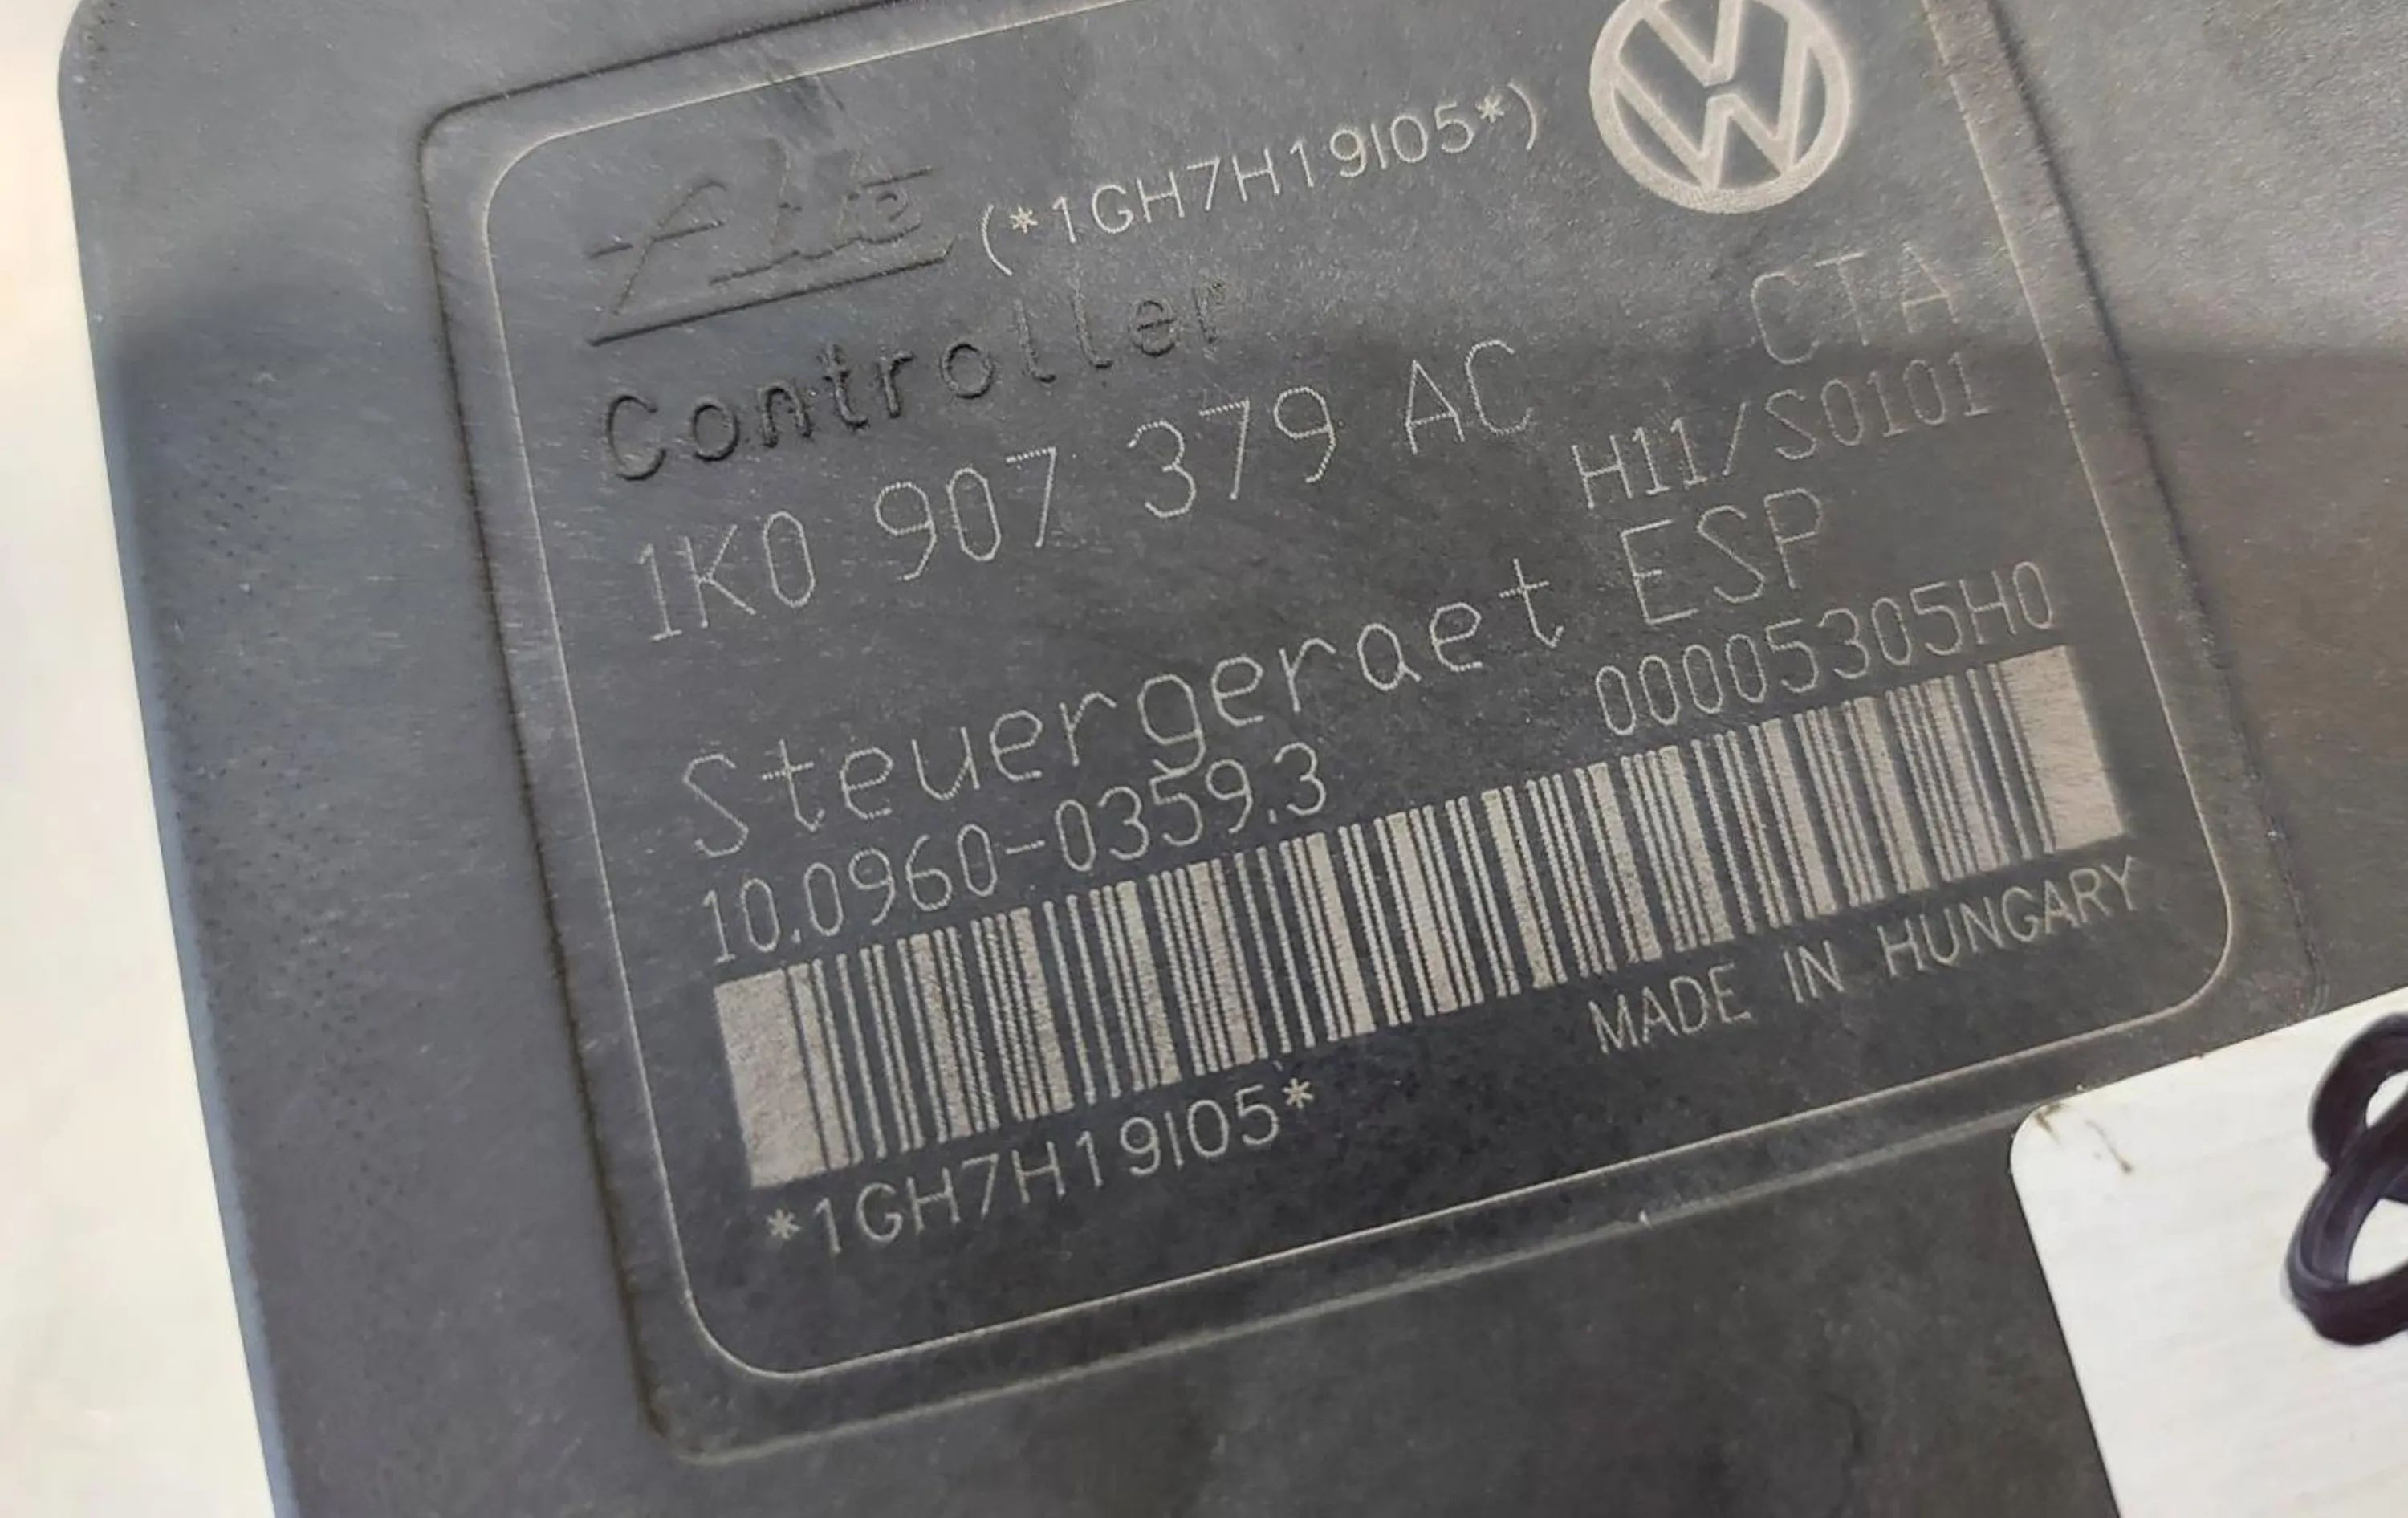 Ate (*1GH7H19I05*)
Controller
CTA
1K0 907 379 AC
H11/S0101
Steuergeraet ESP
10.0960-0359.3
00005305H0
MADE IN HUNGARY
*1GH7H19I05*